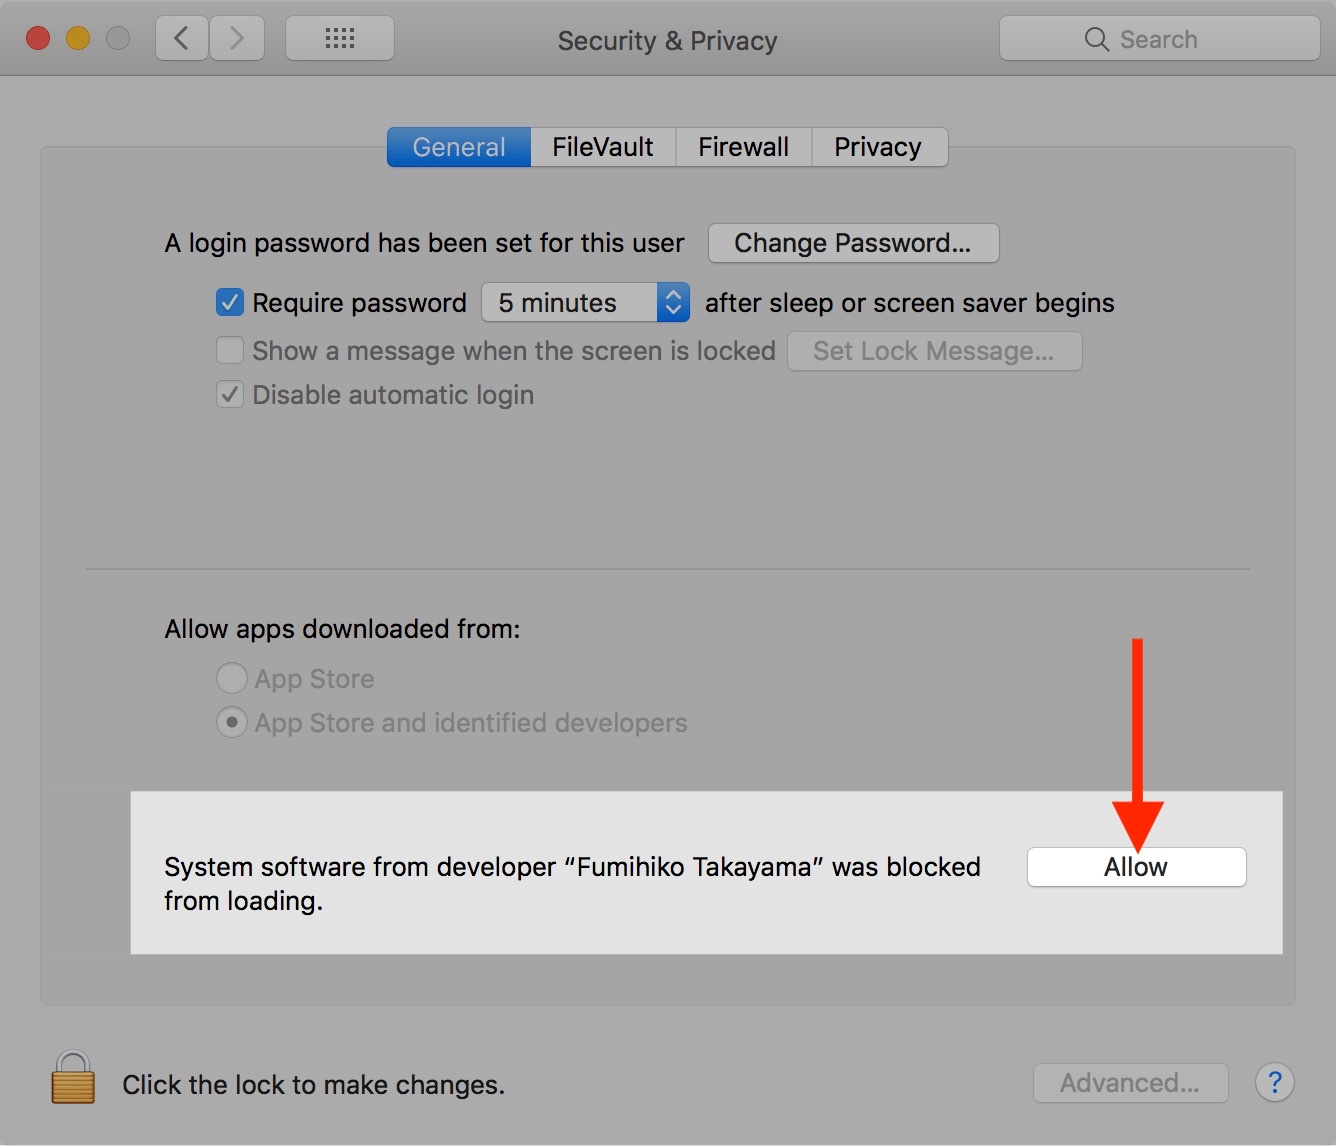 Security & Privacy
Search
General
FileVault
Firewall
Privacy
A login password has been set for this user
Change Password...
Require password
5 minutes
after sleep or screen saver begins
Show a message when the screen is locked
Set Lock Message...
Disable automatic login
Allow apps downloaded from:
App Store
App Store and identified developers
System software from developer “Fumihiko Takayama” was blocked
from loading.
Allow
Click the lock to make changes.
Advanced...
?